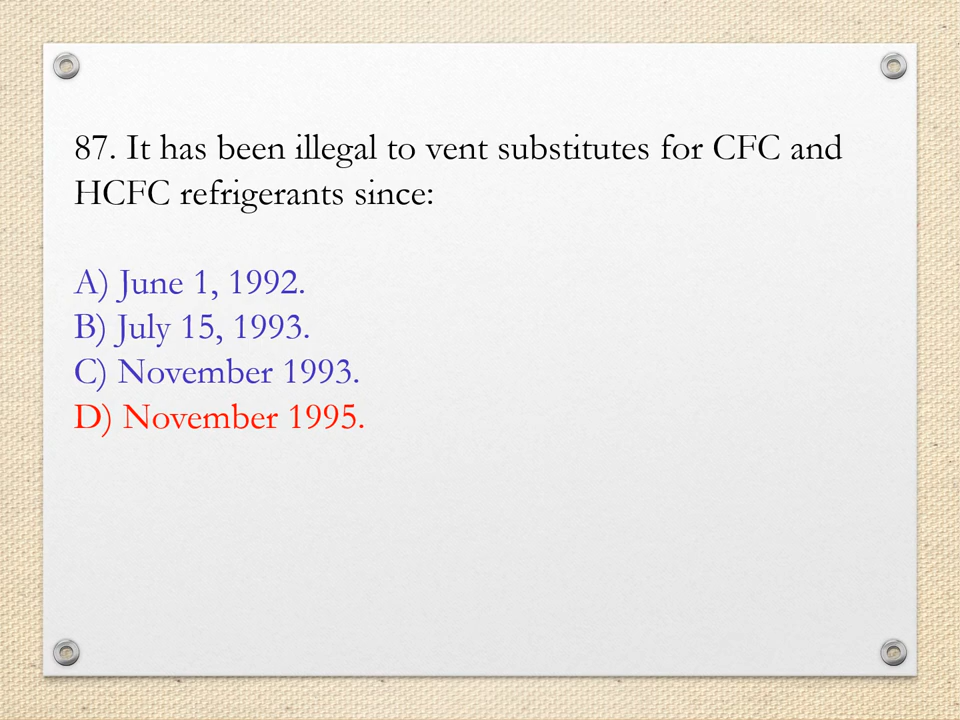 87. It has been illegal to vent substitutes for CFC and
HCFC refrigerants since:
A) June 1, 1992.
B) July 15, 1993.
C) November 1993.
D) November 1995.